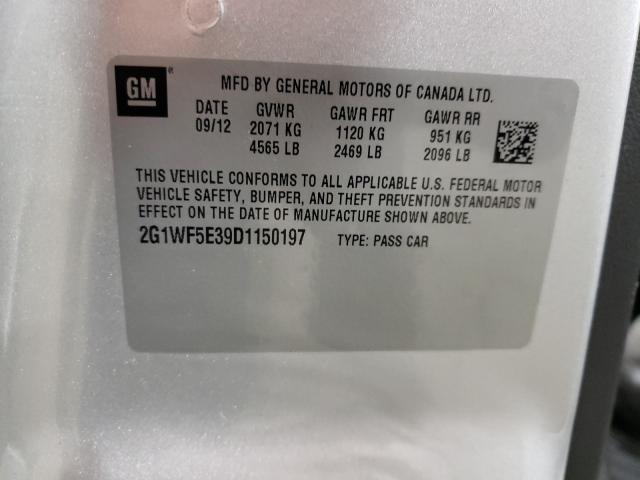 GM®
MFD BY GENERAL MOTORS OF CANADA LTD.
DATE GVWR GAWR FRT GAWR RR
09/12 2071 KG 1120 KG 951 KG
4565 LB 2469 LB 2096 LB
THIS VEHICLE CONFORMS TO ALL APPLICABLE U.S. FEDERAL MOTOR
VEHICLE SAFETY, BUMPER, AND THEFT PREVENTION STANDARDS IN
EFFECT ON THE DATE OF MANUFACTURE SHOWN ABOVE.
2G1WF5E39D1150197 TYPE: PASS CAR